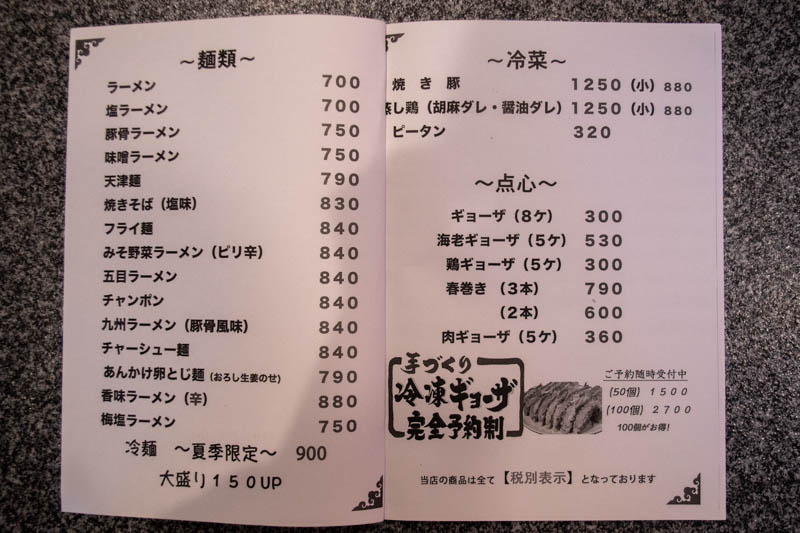 ～麺類～
ラーメン 700
塩ラーメン 700
豚骨ラーメン 750
味噌ラーメン 750
天津麺 790
焼きそば（塩味） 830
フライ麺 840
みそ野菜ラーメン（ピリ辛） 840
五目ラーメン 840
チャンポン 840
九州ラーメン（豚骨風味） 840
チャーシュー麺 840
あんかけ卵とじ麺（おろし生姜のせ） 790
香味ラーメン（辛） 880
梅塩ラーメン 750
冷麺 ～夏季限定～ 900
大盛り１５０UP
～冷菜～
焼き豚 1250（小）880
蒸し鶏（胡麻ダレ・醤油ダレ）1250（小）880
ピータン 320
～点心～
ギョーザ（８ケ） 300
海老ギョーザ（５ケ） 530
鶏ギョーザ（５ケ） 300
春巻き（３本） 790
（２本） 600
肉ギョーザ（５ケ） 360
手づくり
冷凍ギョーザ
完全予約制
ご予約随時受付中
(50個) １５００
(100個) ２７００
100個がお得!
当店の商品は全て【税別表示】となっております